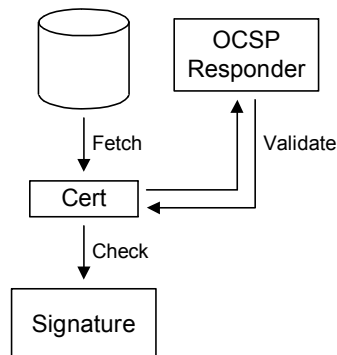 OCSP
Responder
Fetch
Validate
Cert
Check
Signature